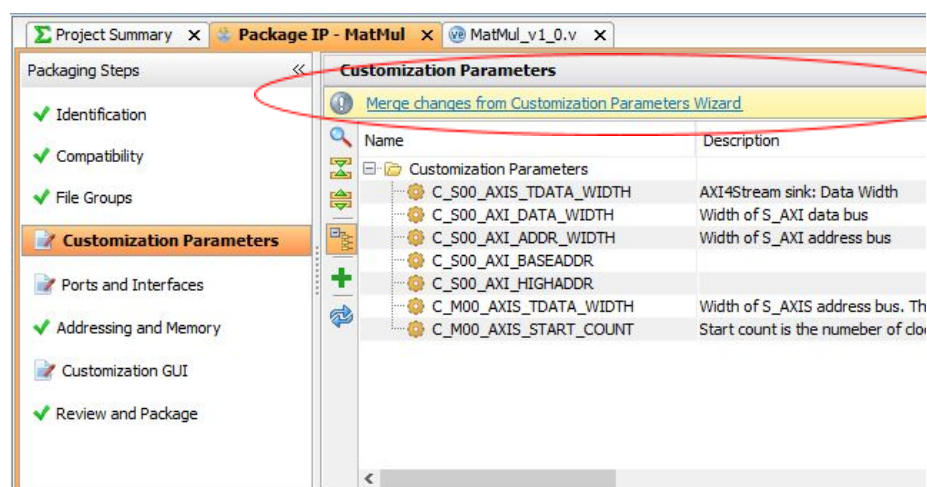 Project Summary Package IP - MatMul MatMul_v1_0.v
Packaging Steps
Customization Parameters
Identification
Compatibility
File Groups
Customization Parameters
Ports and Interfaces
Addressing and Memory
Customization GUI
Review and Package
Merge changes from Customization Parameters Wizard
Name Description
Customization Parameters
C_S00_AXIS_TDATA_WIDTH AXI4Stream sink: Data Width
C_S00_AXI_DATA_WIDTH Width of S_AXI data bus
C_S00_AXI_ADDR_WIDTH Width of S_AXI address bus
C_S00_AXI_BASEADDR
C_S00_AXI_HIGHADDR
C_M00_AXIS_TDATA_WIDTH Width of S_AXIS address bus. Th
C_M00_AXIS_START_COUNT Start count is the numeber of clo